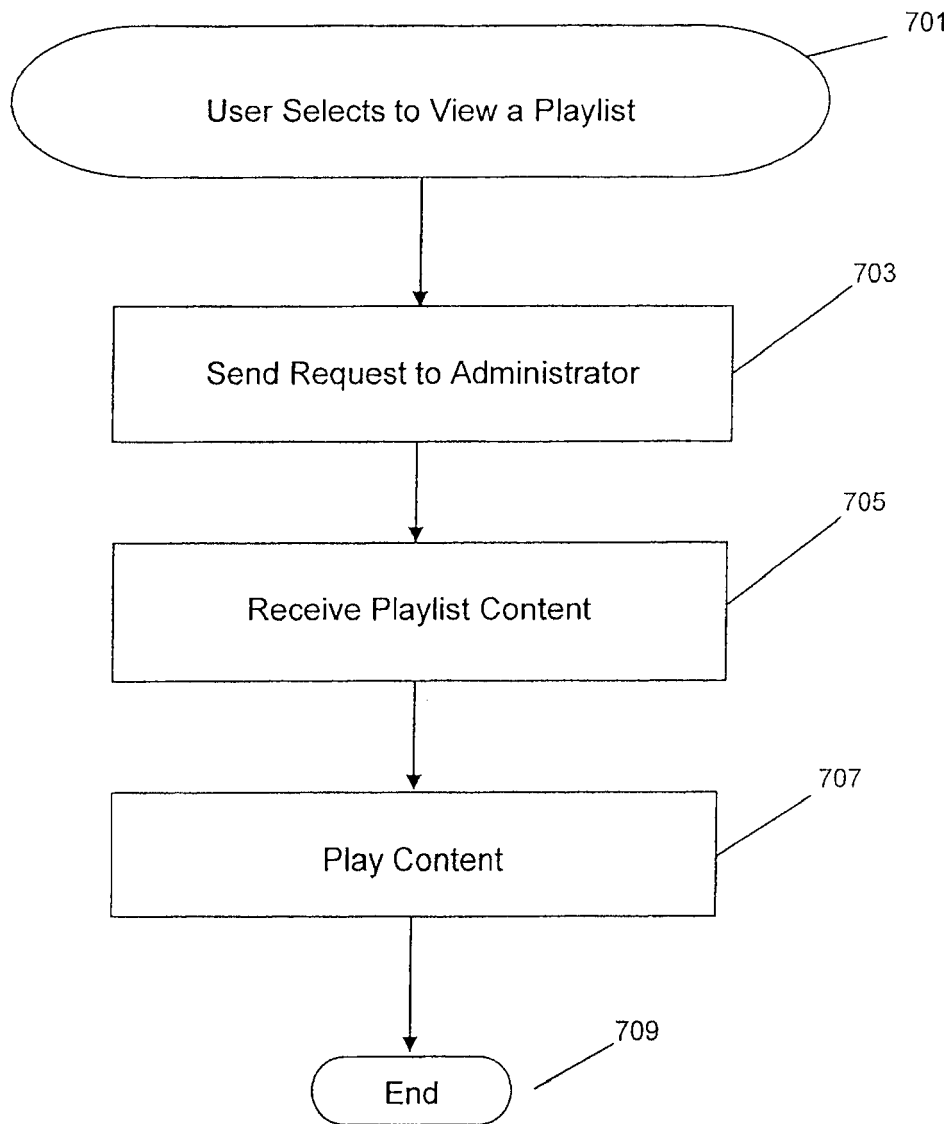 701
User Selects to View a Playlist
703
Send Request to Administrator
705
Receive Playlist Content
707
Play Content
709
End